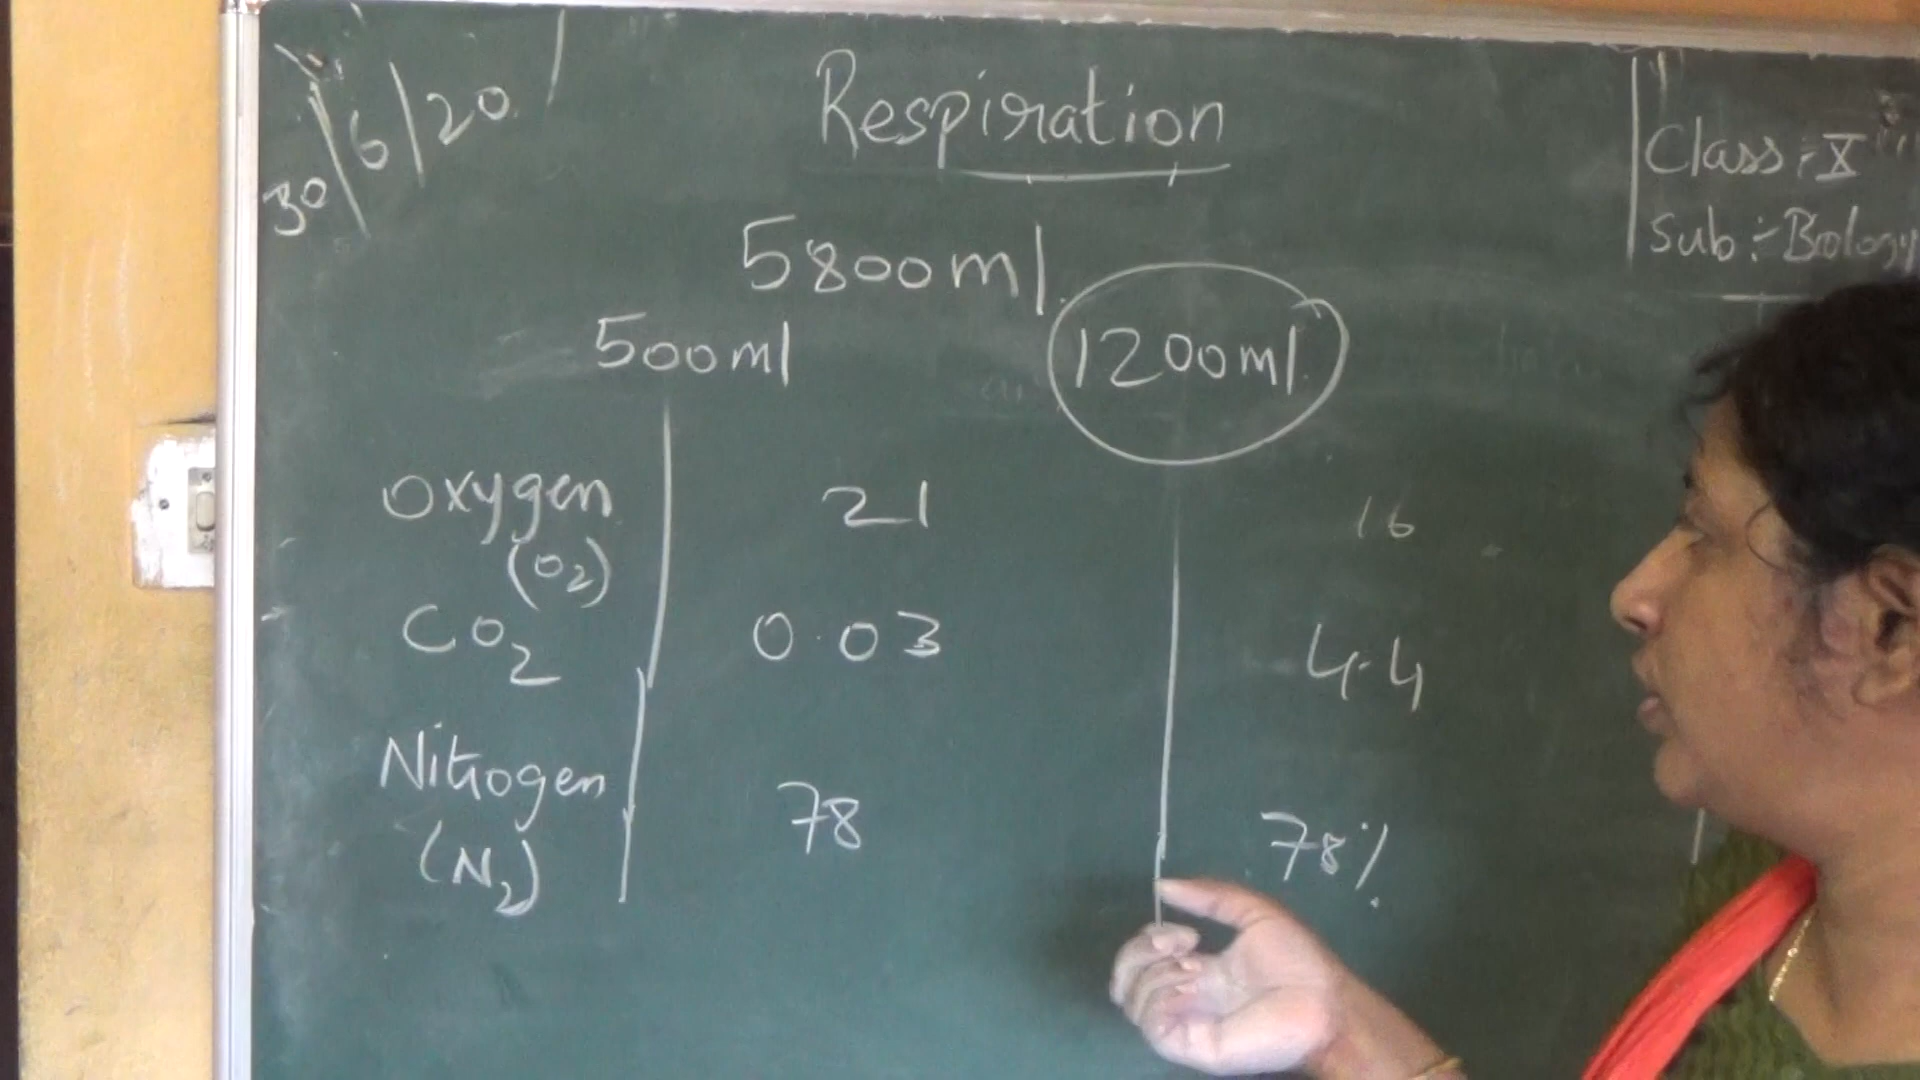 30/6/20
Respiration
Class :- X
Sub :- Biology
5800ml.
500ml 1200ml.
Oxygen 21 16
(O2)
CO2 0.03 4.4
Nitrogen 78 78%
(N2)